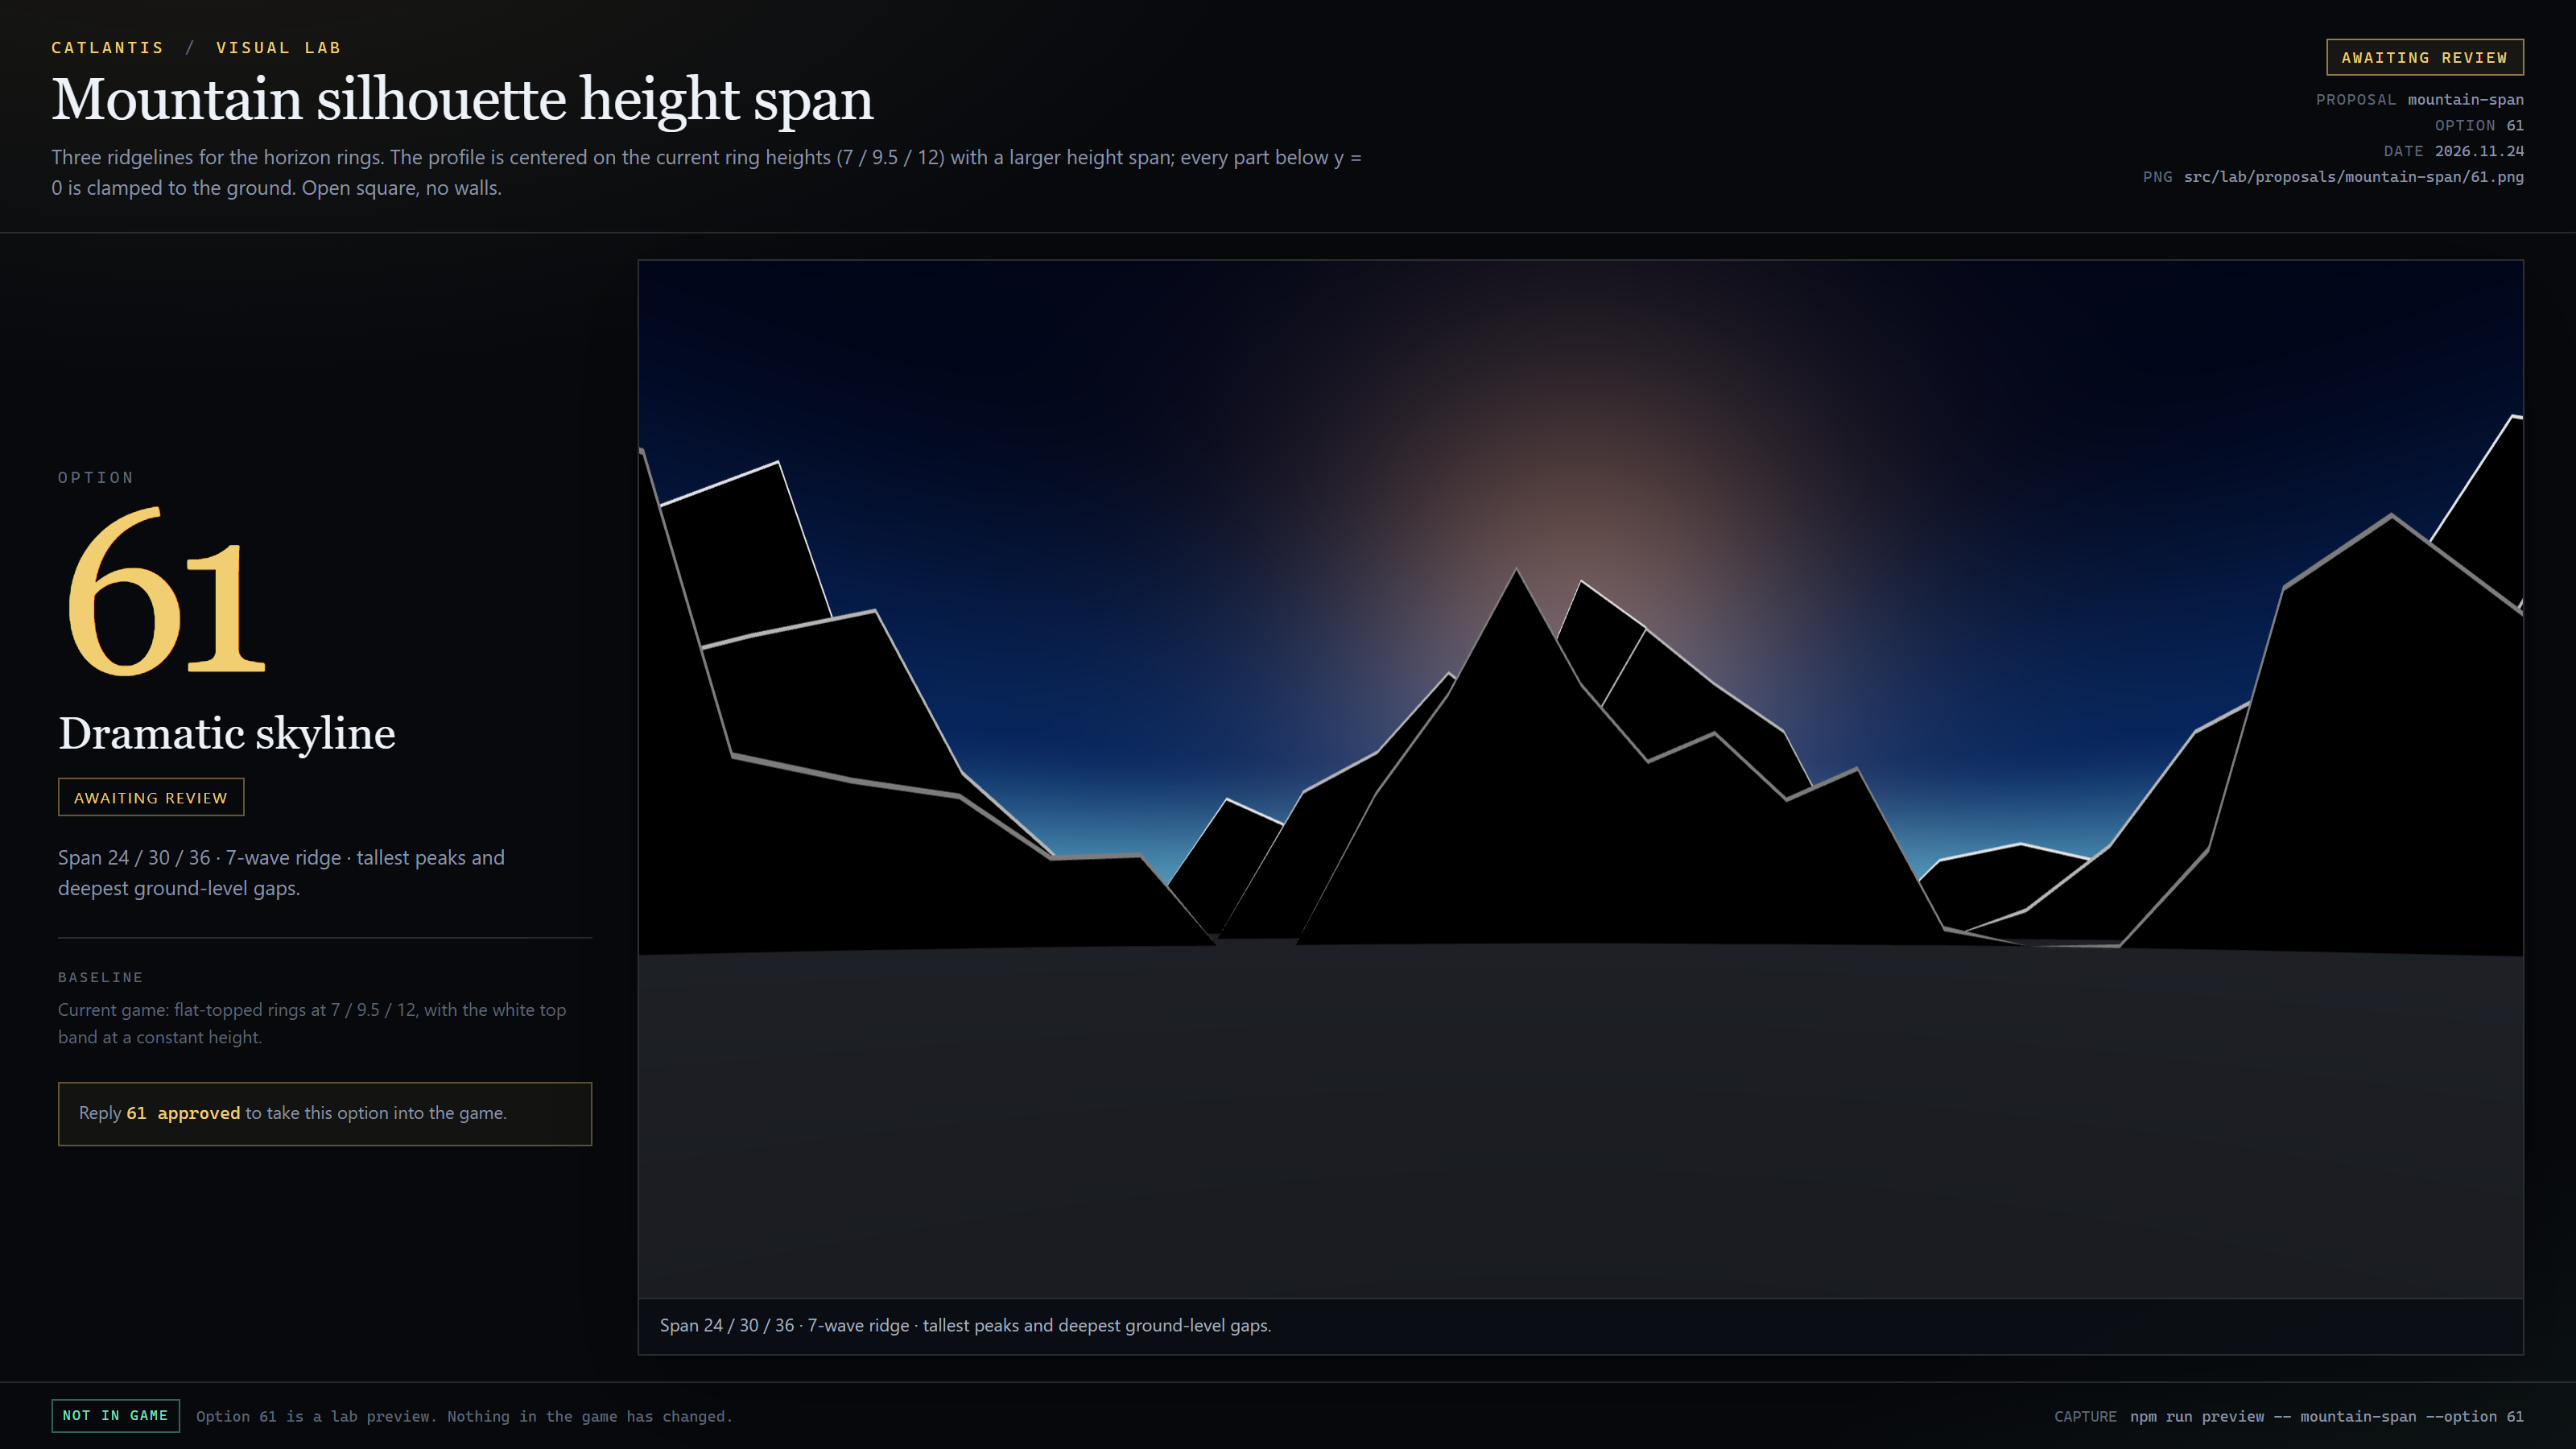 CATLANTIS / VISUAL LAB
Mountain silhouette height span
Three ridgelines for the horizon rings. The profile is centered on the current ring heights (7 / 9.5 / 12) with a larger height span; every part below y =
0 is clamped to the ground. Open square, no walls.
AWAITING REVIEW
PROPOSAL mountain-span
OPTION 61
DATE 2026.11.24
PNG src/lab/proposals/mountain-span/61.png
OPTION
61
Dramatic skyline
AWAITING REVIEW
Span 24 / 30 / 36 · 7-wave ridge · tallest peaks and
deepest ground-level gaps.
BASELINE
Current game: flat-topped rings at 7 / 9.5 / 12, with the white top
band at a constant height.
Reply 61 approved to take this option into the game.
Span 24 / 30 / 36 · 7-wave ridge · tallest peaks and deepest ground-level gaps.
NOT IN GAME Option 61 is a lab preview. Nothing in the game has changed.
CAPTURE npm run preview -- mountain-span --option 61